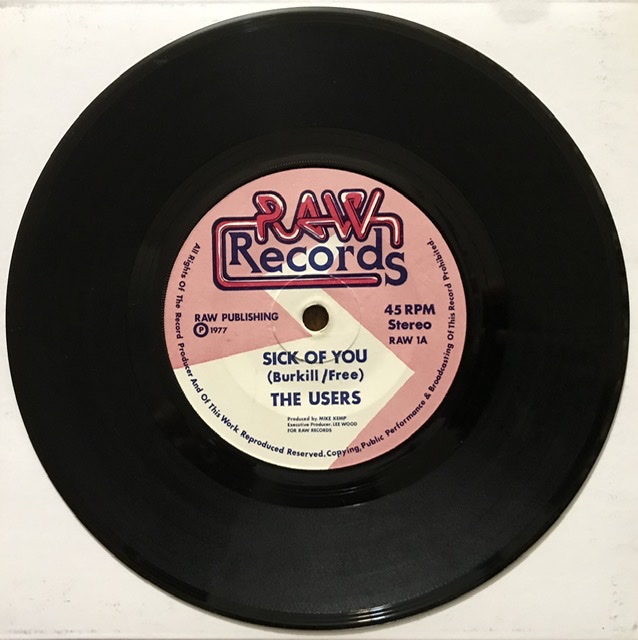 RAW
Records
RAW PUBLISHING
Ⓟ 1977
45 RPM
Stereo
RAW 1A
SICK OF YOU
(Burkill/Free)
THE USERS
Produced by: MIKE KEMP
Executive Producer: LEE WOOD
FOR RAW RECORDS
All Rights Of The Record Producer And Of This Work Reproduced Reserved, Copying, Public Performance & Broadcasting Of This Record Prohibited.